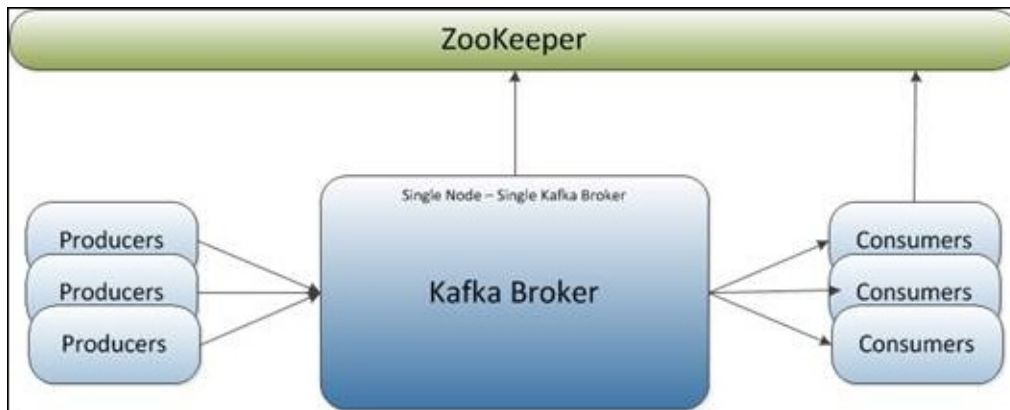 ZooKeeper
Single Node – Single Kafka Broker
Kafka Broker
Producers
Producers
Producers
Consumers
Consumers
Consumers